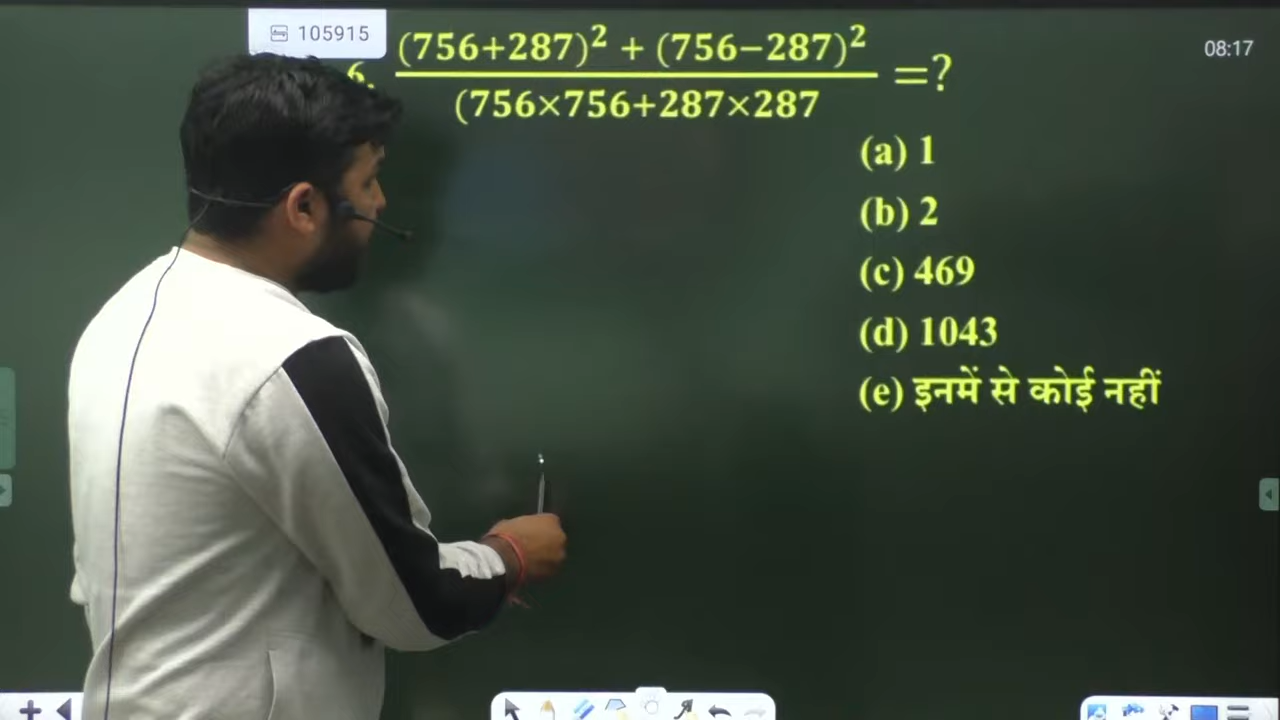 105915
08:17
6. (756+287)² + (756−287)²
(756×756+287×287
=?
(a) 1
(b) 2
(c) 469
(d) 1043
(e) इनमें से कोई नहीं